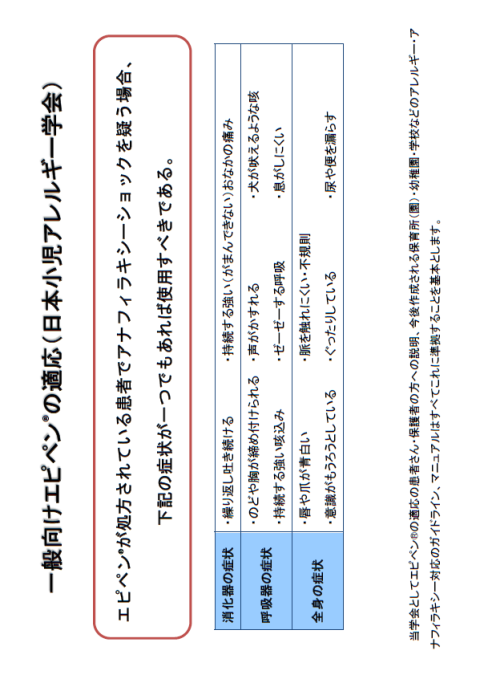 一般向けエピペン®の適応(日本小児アレルギー学会)
エピペン®が処方されている患者でアナフィラキシーショックを疑う場合、
下記の症状が一つでもあれば使用すべきである。
消化器の症状 ・繰り返し吐き続ける ・持続する強い(がまんできない)おなかの痛み
呼吸器の症状 ・のどや胸が締め付けられる ・声がかすれる ・犬が吠えるような咳
・持続する強い咳込み ・ゼーゼーする呼吸 ・息がしにくい
全身の症状 ・唇や爪が青白い ・脈を触れにくい・不規則
・意識がもうろうとしている ・ぐったりしている ・尿や便を漏らす
当学会としてエピペン®の適応の患者さん・保護者の方への説明、今後作成される保育所(園)・幼稚園・学校などのアレルギー・ア
ナフィラキシー対応のガイドライン、マニュアルはすべてこれに準拠することを基本とします。